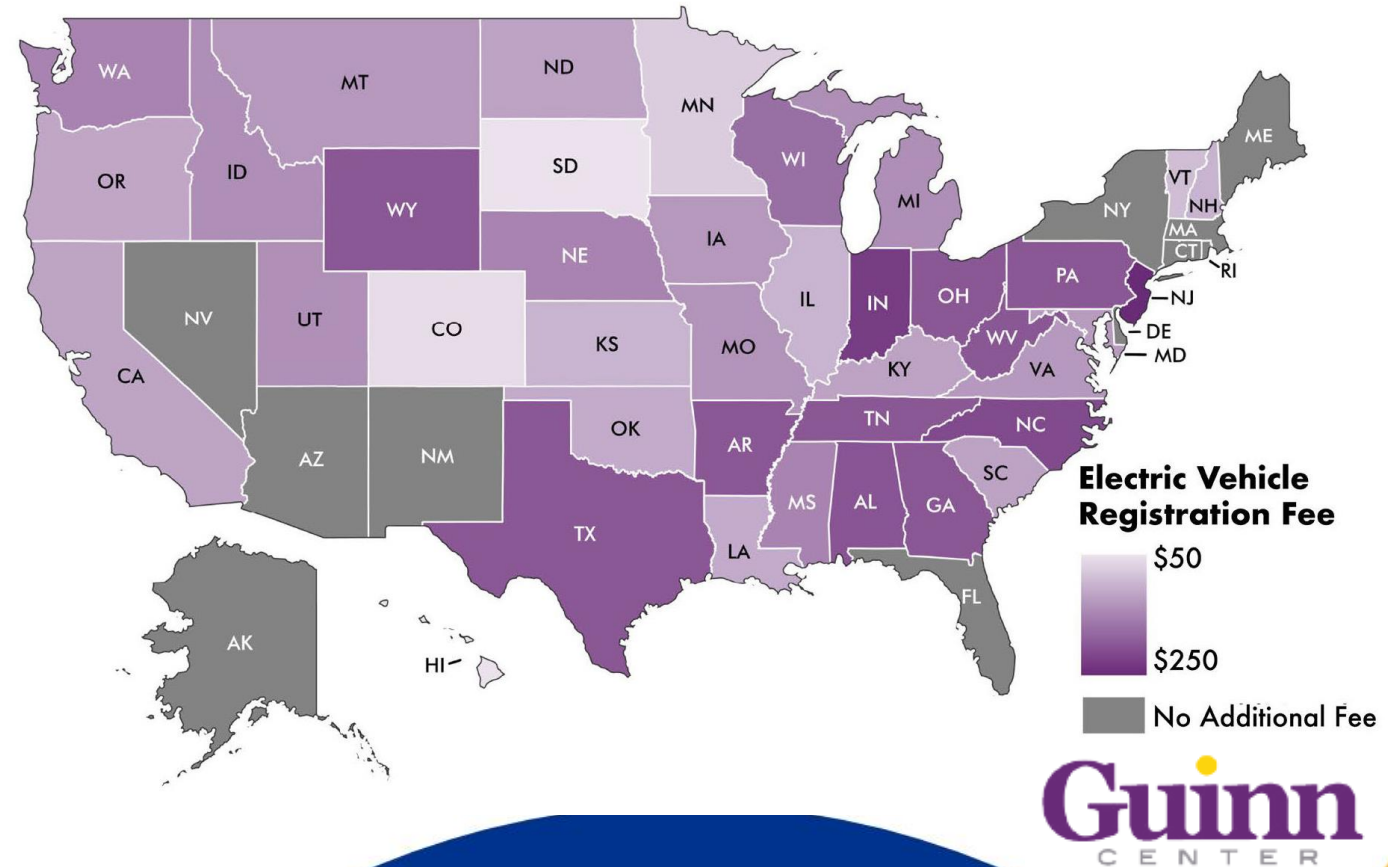 WA
MT
ND
MN
OR
ID
WY
SD
WI
MI
ME
VT
NH
NY
MA
CT
RI
NV
UT
CO
NE
IA
IL
IN
OH
PA
NJ
DE
MD
CA
KS
MO
KY
WV
VA
AZ
NM
OK
AR
TN
NC
SC
TX
LA
MS
AL
GA
FL
AK
HI
Electric Vehicle
Registration Fee
$50
$250
No Additional Fee
Guinn
CENTER